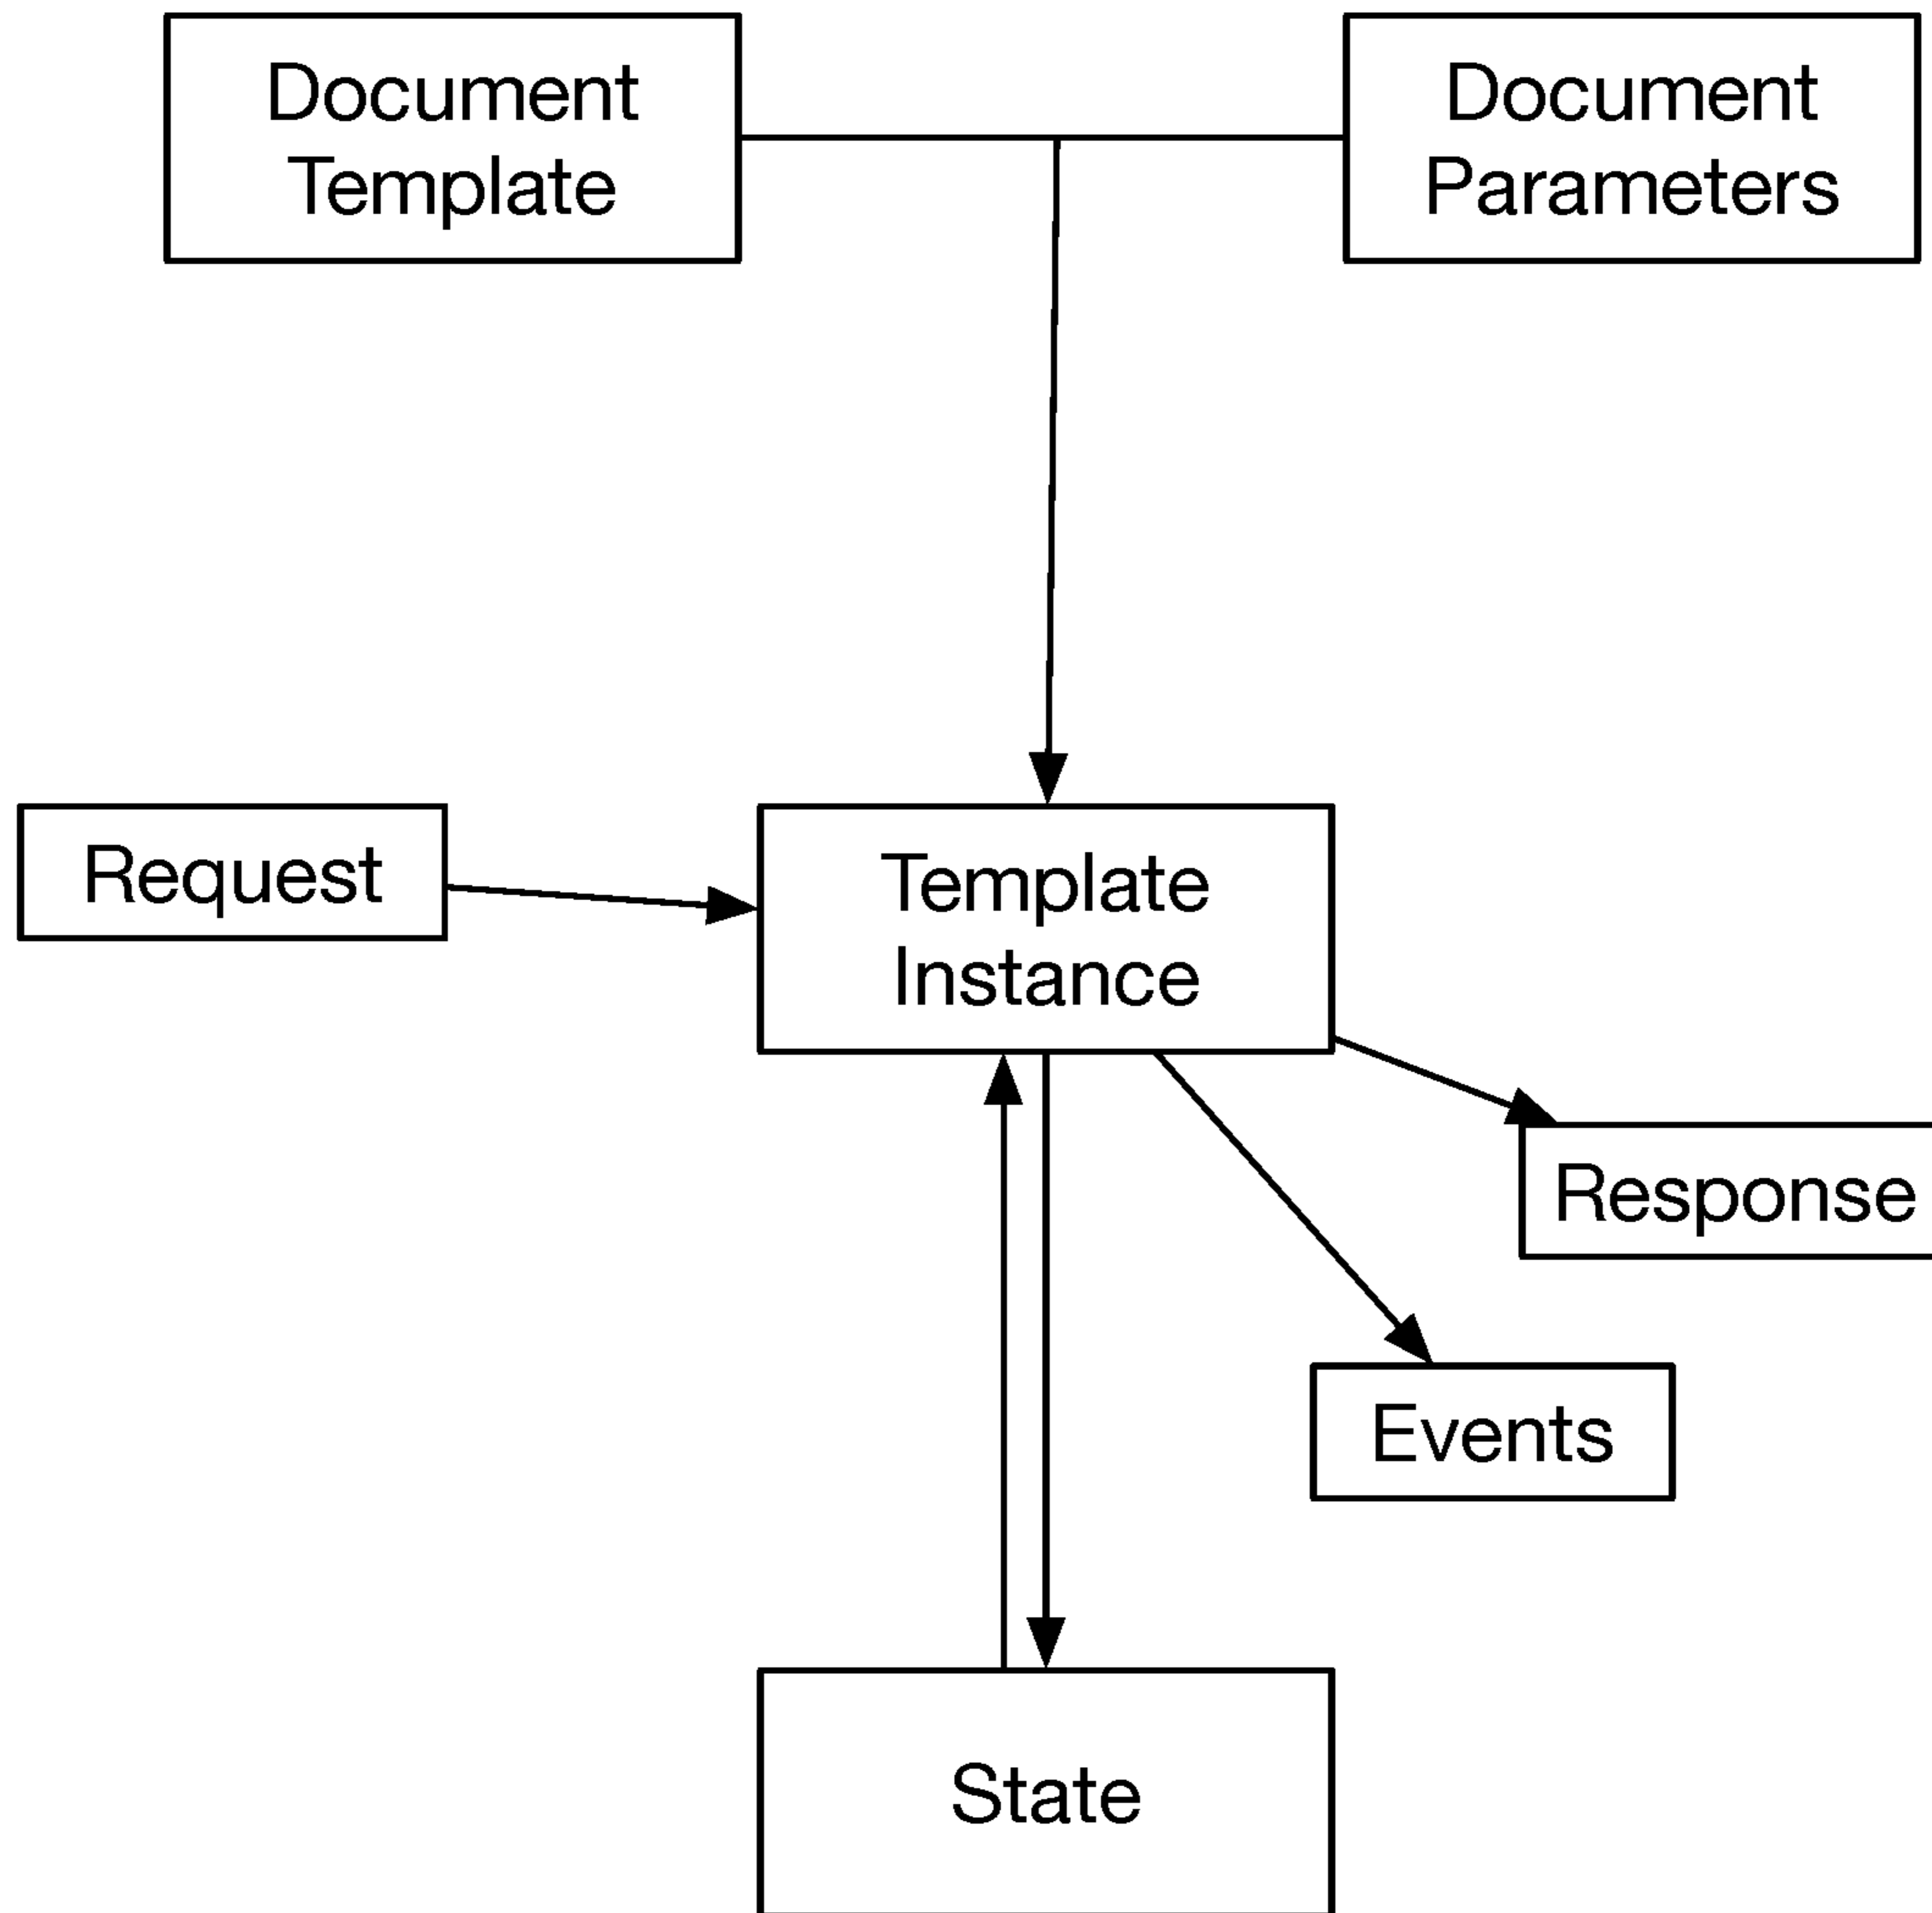 Document
Template
Document
Parameters
Request
Template
Instance
Response
Events
State